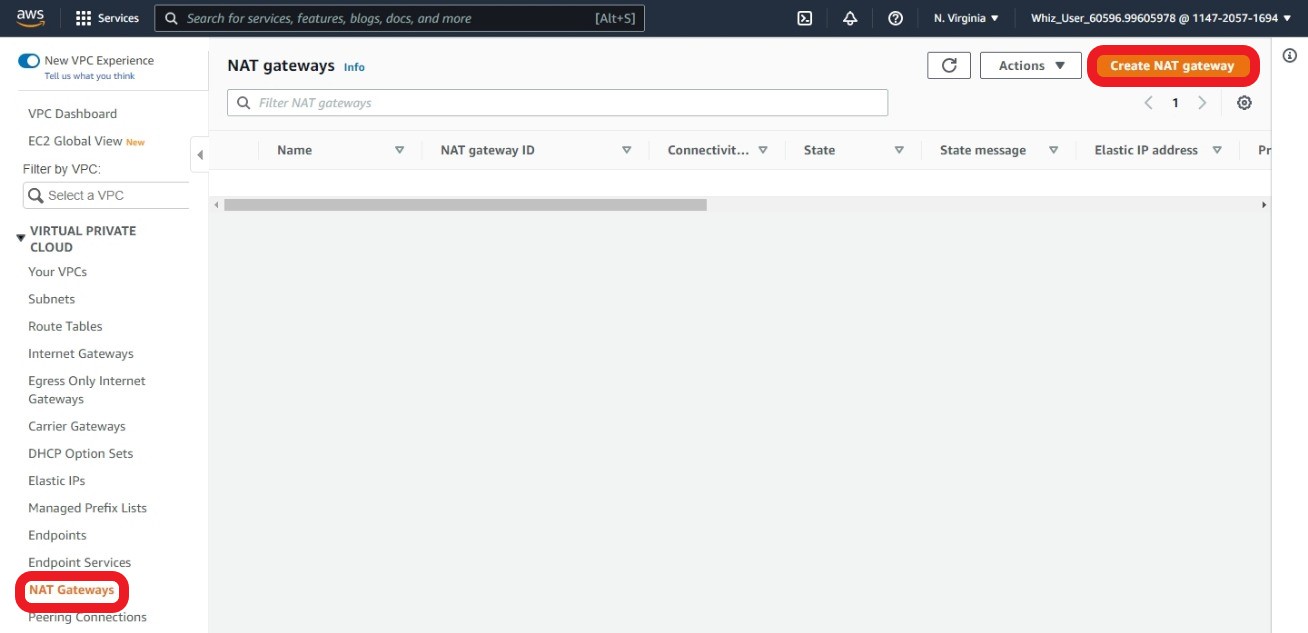 aws
Services
Search for services, features, blogs, docs, and more
[Alt+S]
N. Virginia
Whiz_User_60596.99605978 @ 1147-2057-1694
New VPC Experience
Tell us what you think
VPC Dashboard
EC2 Global View New
Filter by VPC:
Select a VPC
VIRTUAL PRIVATE
CLOUD
Your VPCs
Subnets
Route Tables
Internet Gateways
Egress Only Internet
Gateways
Carrier Gateways
DHCP Option Sets
Elastic IPs
Managed Prefix Lists
Endpoints
Endpoint Services
NAT Gateways
Peering Connections
NAT gateways Info
Actions
Create NAT gateway
Filter NAT gateways
1
Name
NAT gateway ID
Connectivit...
State
State message
Elastic IP address
Pr